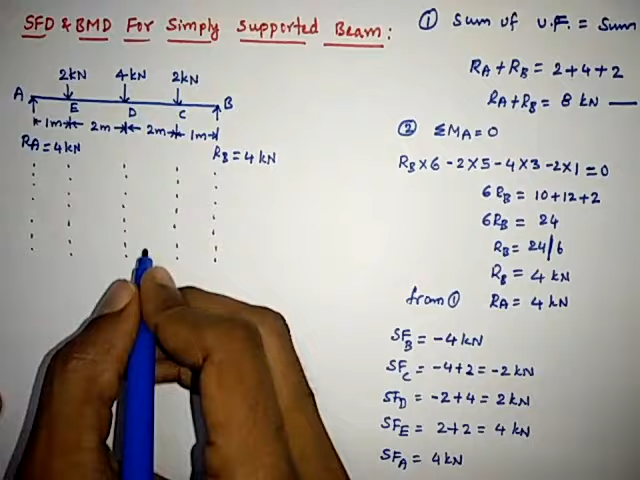 SFD & BMD For Simply Supported Beam:
① Sum of U.F. = Sum
RA + RB = 2+4+2
RA+RB = 8 kN
② ΣMA = 0
RB×6 - 2×5 - 4×3 - 2×1 = 0
6RB = 10+12+2
6RB = 24
RB = 24/6
RB = 4 kN
from ① RA = 4 kN
SFB = -4 kN
SFC = -4+2 = -2 kN
SFD = -2+4 = 2 kN
SFE = 2+2 = 4 kN
SFA = 4 kN
2kN 4kN 2kN
A B
E D C
1m 2m 2m 1m
RA = 4kN RB = 4 kN